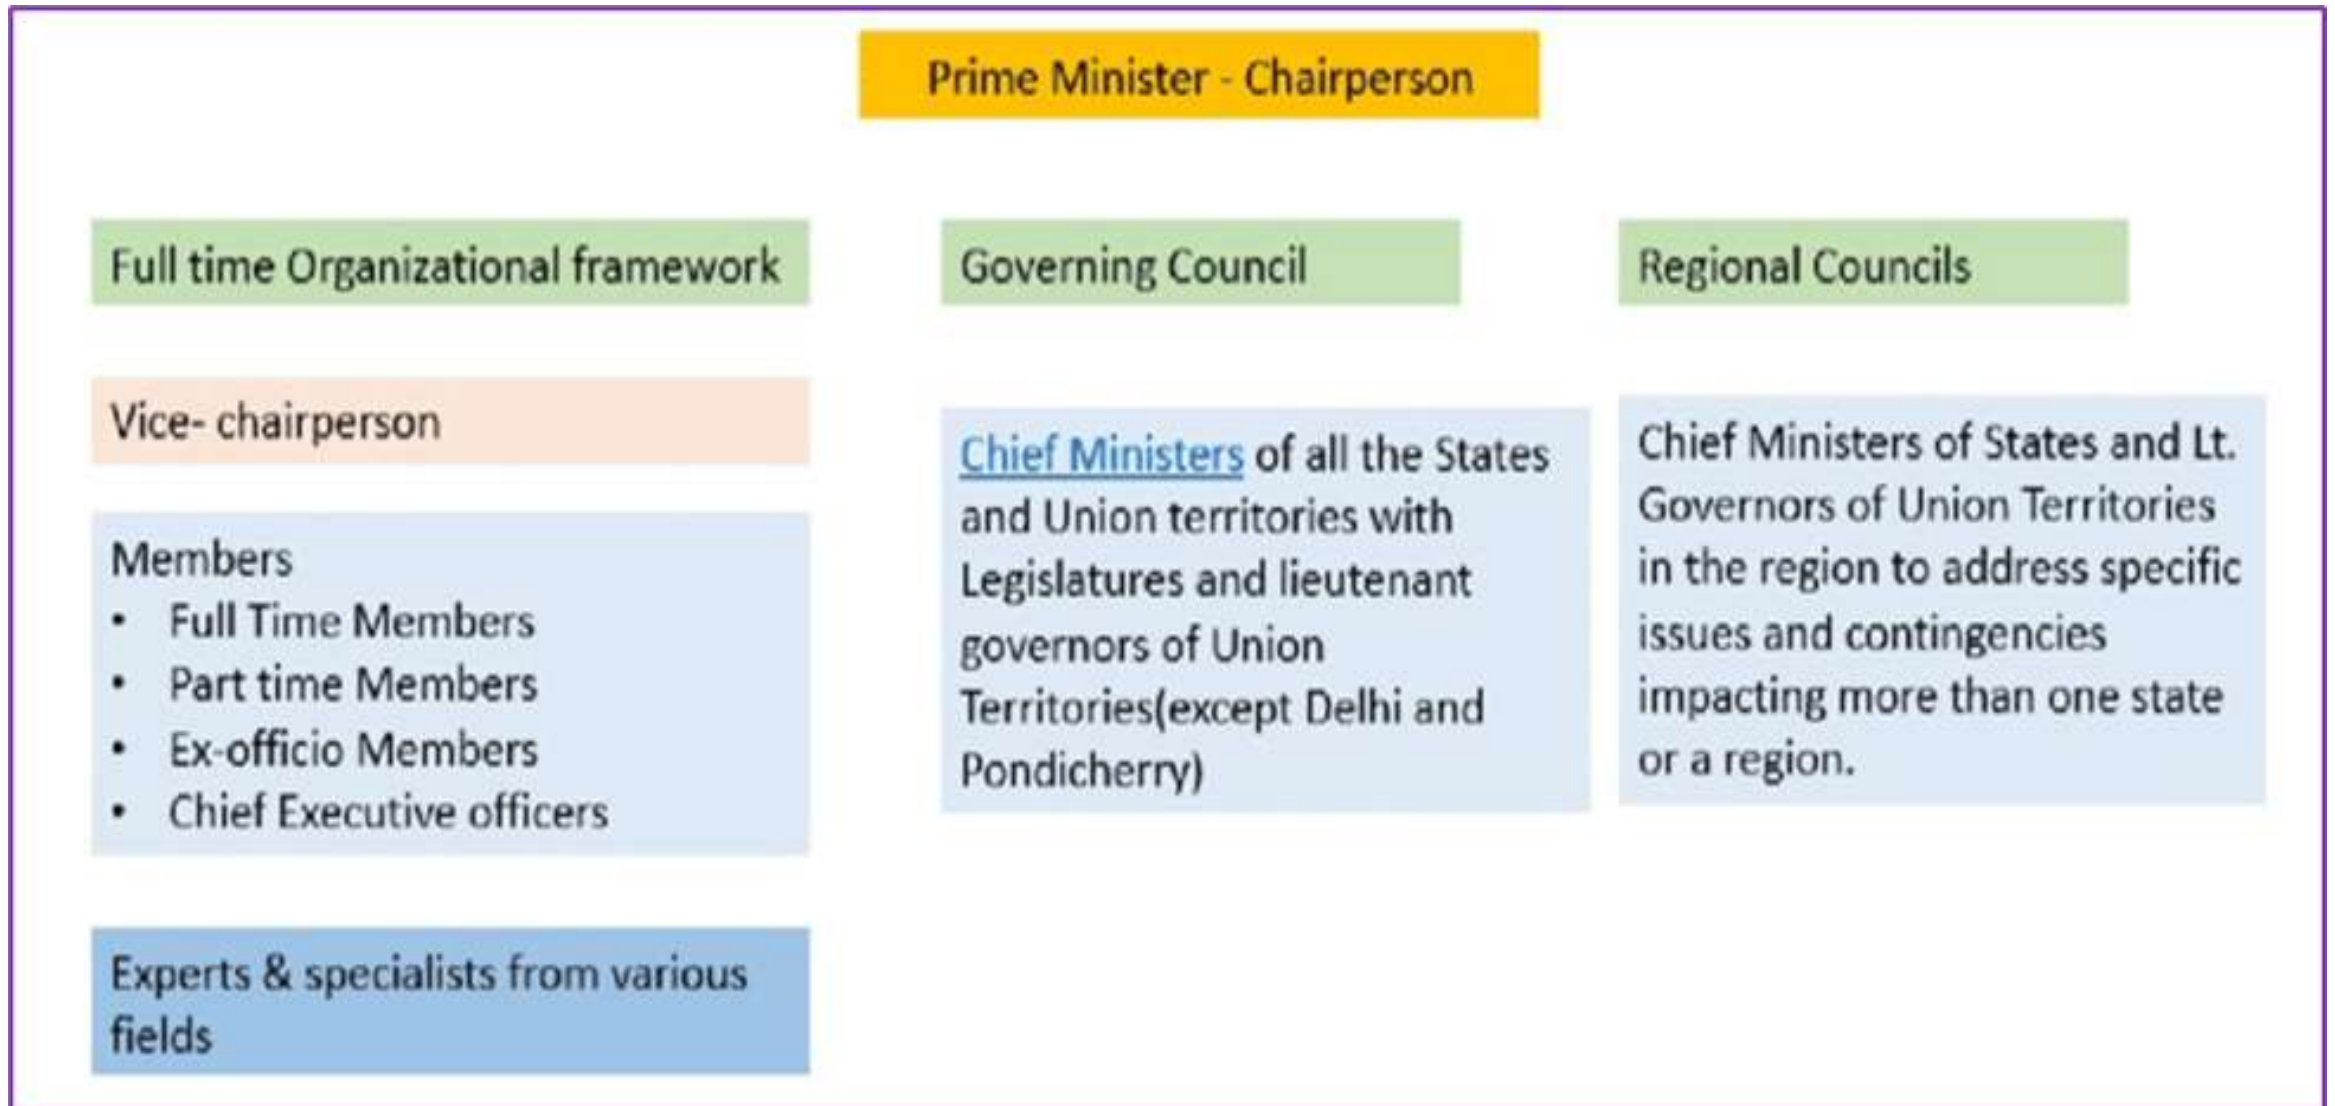 Prime Minister - Chairperson
Full time Organizational framework
Governing Council
Regional Councils
Vice- chairperson
Members
• Full Time Members
• Part time Members
• Ex-officio Members
• Chief Executive officers
Experts & specialists from various
fields
Chief Ministers of all the States
and Union territories with
Legislatures and lieutenant
governors of Union
Territories(except Delhi and
Pondicherry)
Chief Ministers of States and Lt.
Governors of Union Territories
in the region to address specific
issues and contingencies
impacting more than one state
or a region.